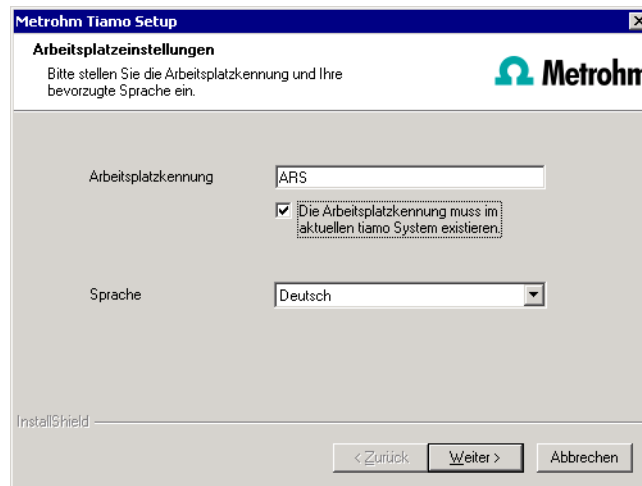 Metrohm Tiamo Setup
Arbeitsplatzeinstellungen
Bitte stellen Sie die Arbeitsplatzkennung und Ihre
bevorzugte Sprache ein.
Metrohm
Arbeitsplatzkennung
ARS
Die Arbeitsplatzkennung muss im
aktuellen tiamo System existieren.
Sprache
Deutsch
InstallShield
< Zurück
Weiter >
Abbrechen